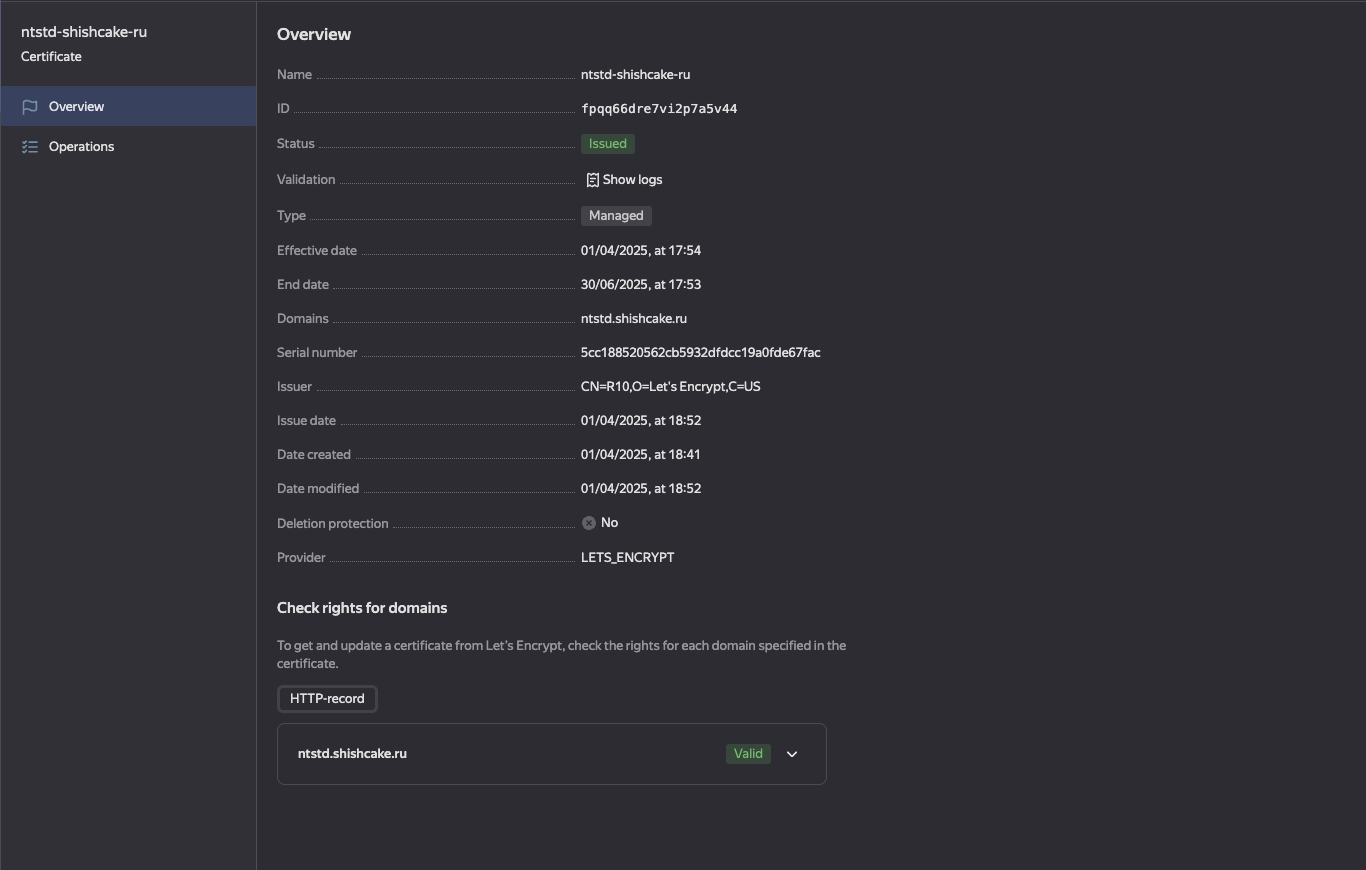 ntstd-shishcake-ru
Certificate
Overview
Operations
Overview
Name ntstd-shishcake-ru
ID fpqq66dre7vi2p7a5v44
Status Issued
Validation Show logs
Type Managed
Effective date 01/04/2025, at 17:54
End date 30/06/2025, at 17:53
Domains ntstd.shishcake.ru
Serial number 5cc188520562cb5932dfdcc19a0fde67fac
Issuer CN=R10,O=Let's Encrypt,C=US
Issue date 01/04/2025, at 18:52
Date created 01/04/2025, at 18:41
Date modified 01/04/2025, at 18:52
Deletion protection No
Provider LETS_ENCRYPT
Check rights for domains
To get and update a certificate from Let's Encrypt, check the rights for each domain specified in the
certificate.
HTTP-record
ntstd.shishcake.ru Valid